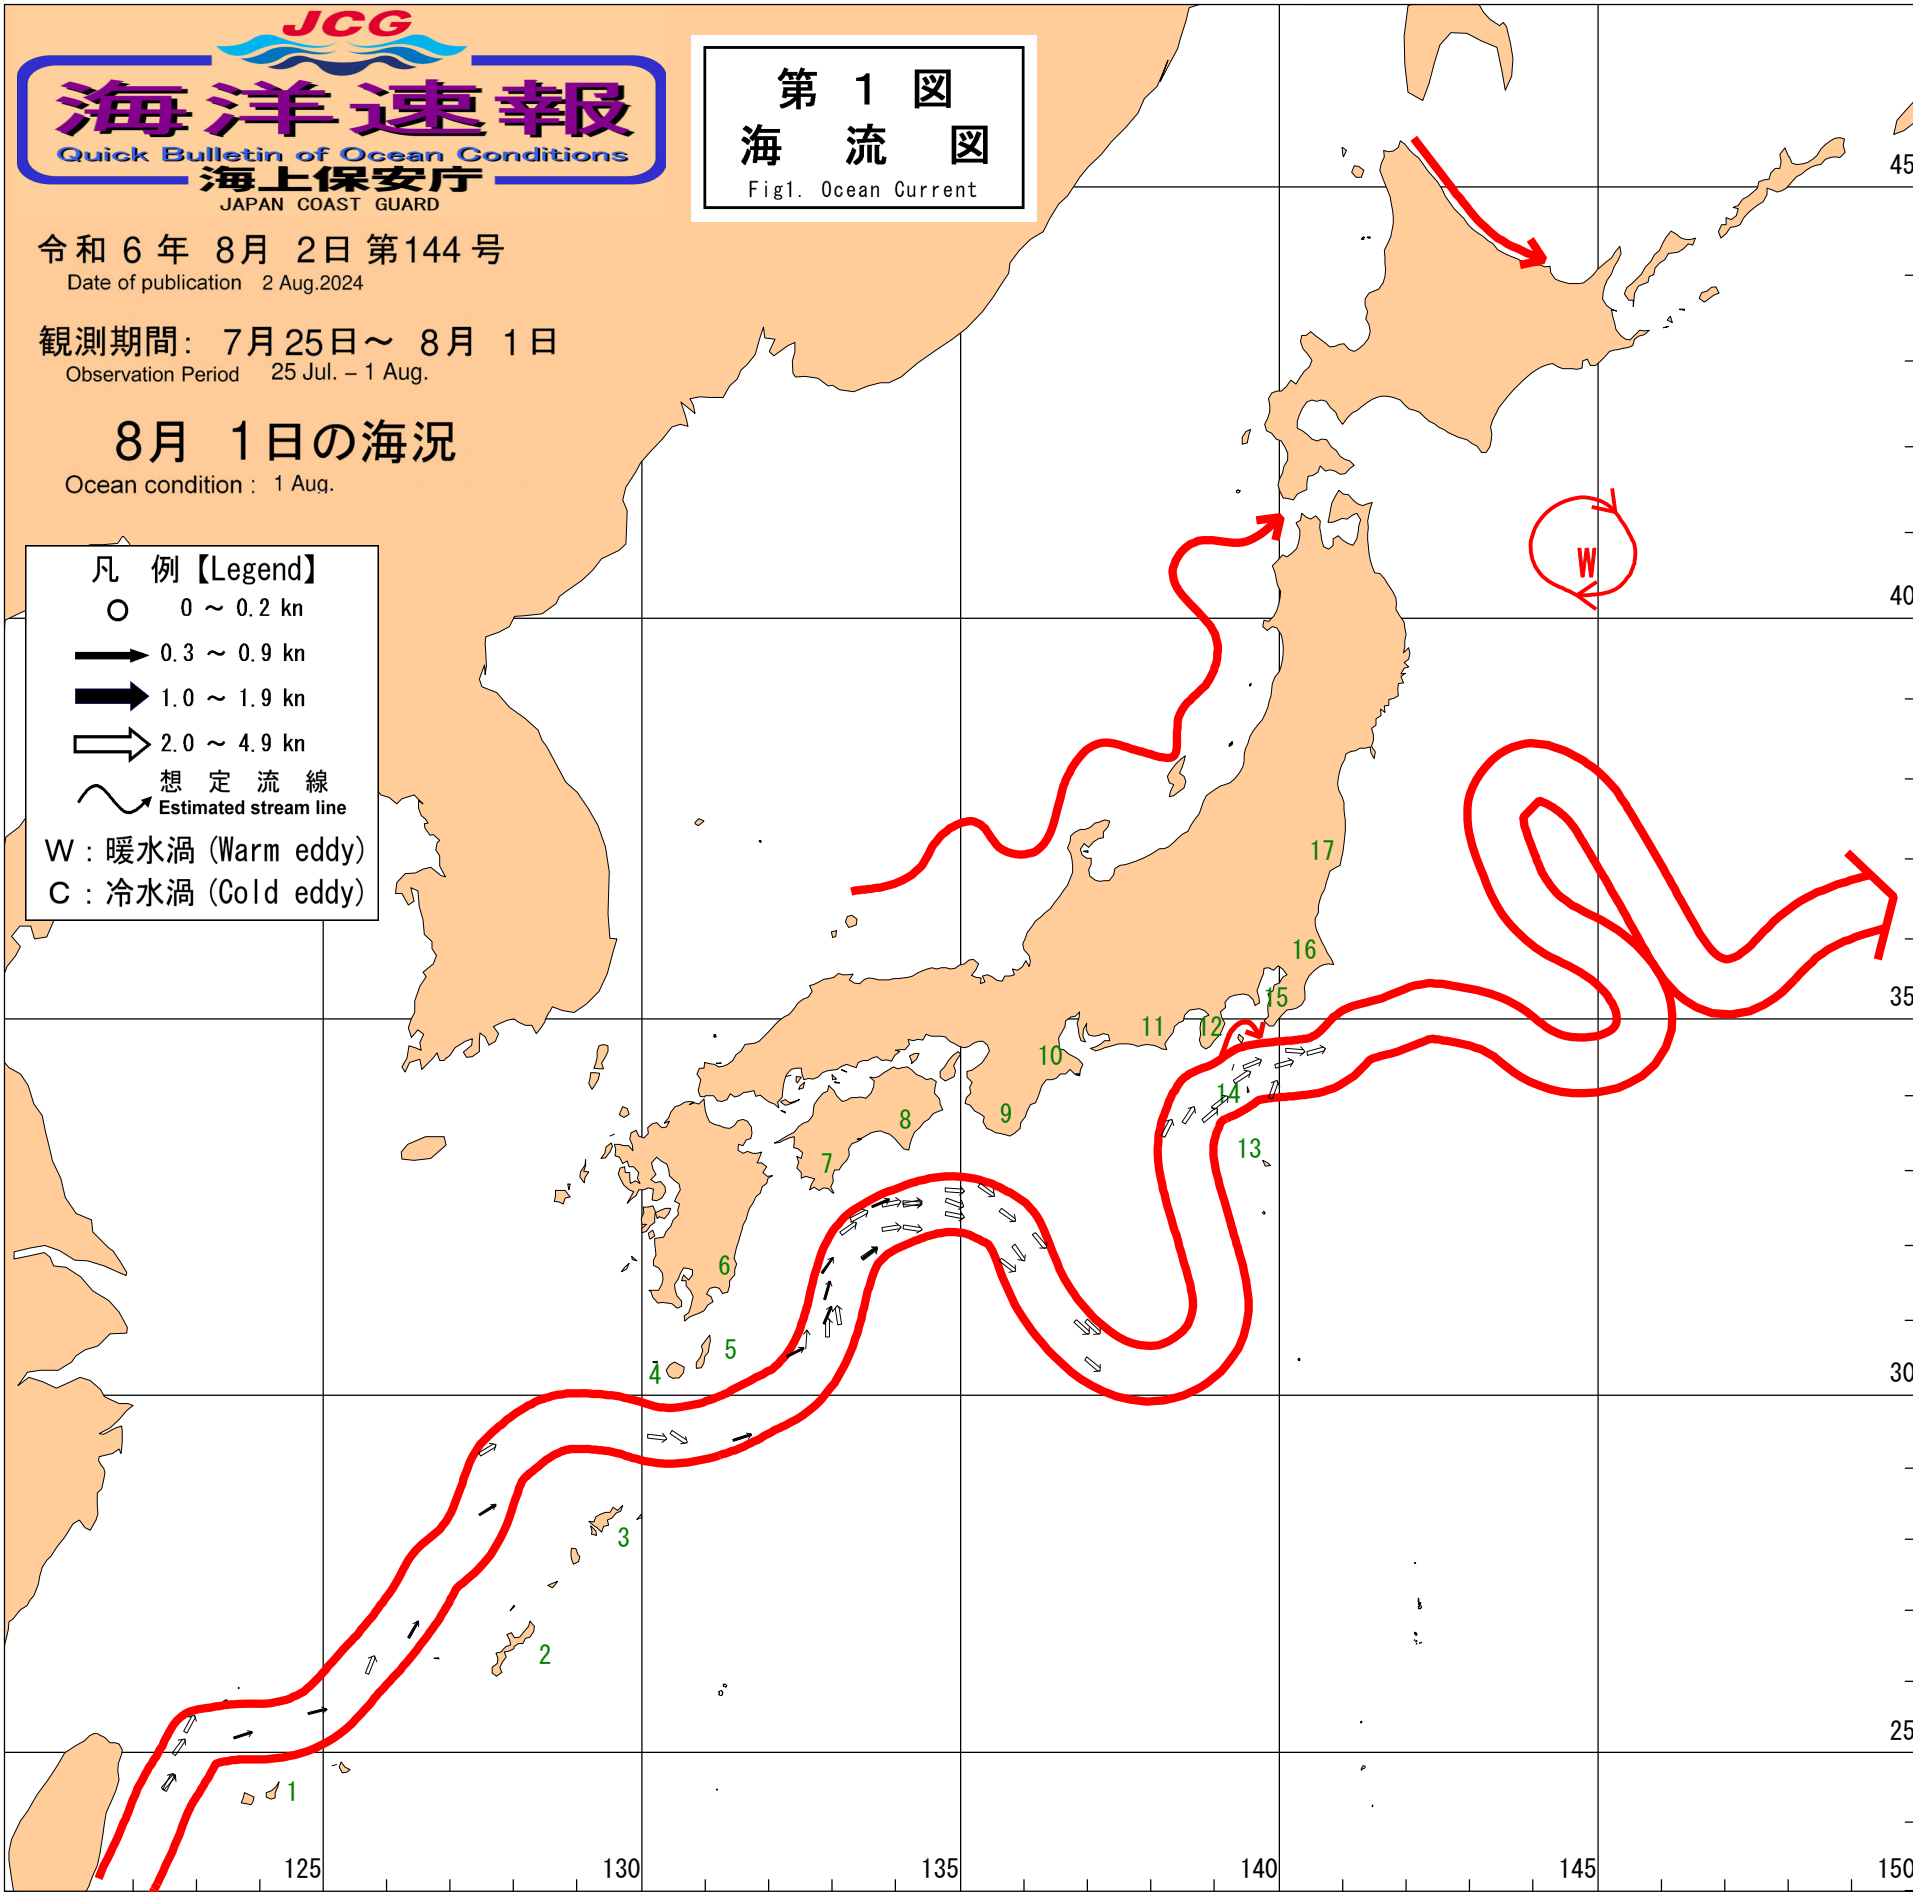 JCG
海洋速報
Quick Bulletin of Ocean Conditions
海上保安庁
JAPAN COAST GUARD
第 1 図
海 流 図
Fig1. Ocean Current
令和 6 年 8月 2日 第144 号
Date of publication 2 Aug.2024
観測期間: 7月25日～ 8月 1日
Observation Period 25 Jul. – 1 Aug.
8月 1日の海況
Ocean condition : 1 Aug.
凡 例【Legend】
0 ～ 0.2 kn
0.3 ～ 0.9 kn
1.0 ～ 1.9 kn
2.0 ～ 4.9 kn
想 定 流 線
Estimated stream line
W : 暖水渦 (Warm eddy)
C : 冷水渦 (Cold eddy)
45
W
40
17
16
15
35
12
11
10
14
9
8
13
7
6
5
4
30
3
2
25
1
125
130
135
140
145
150